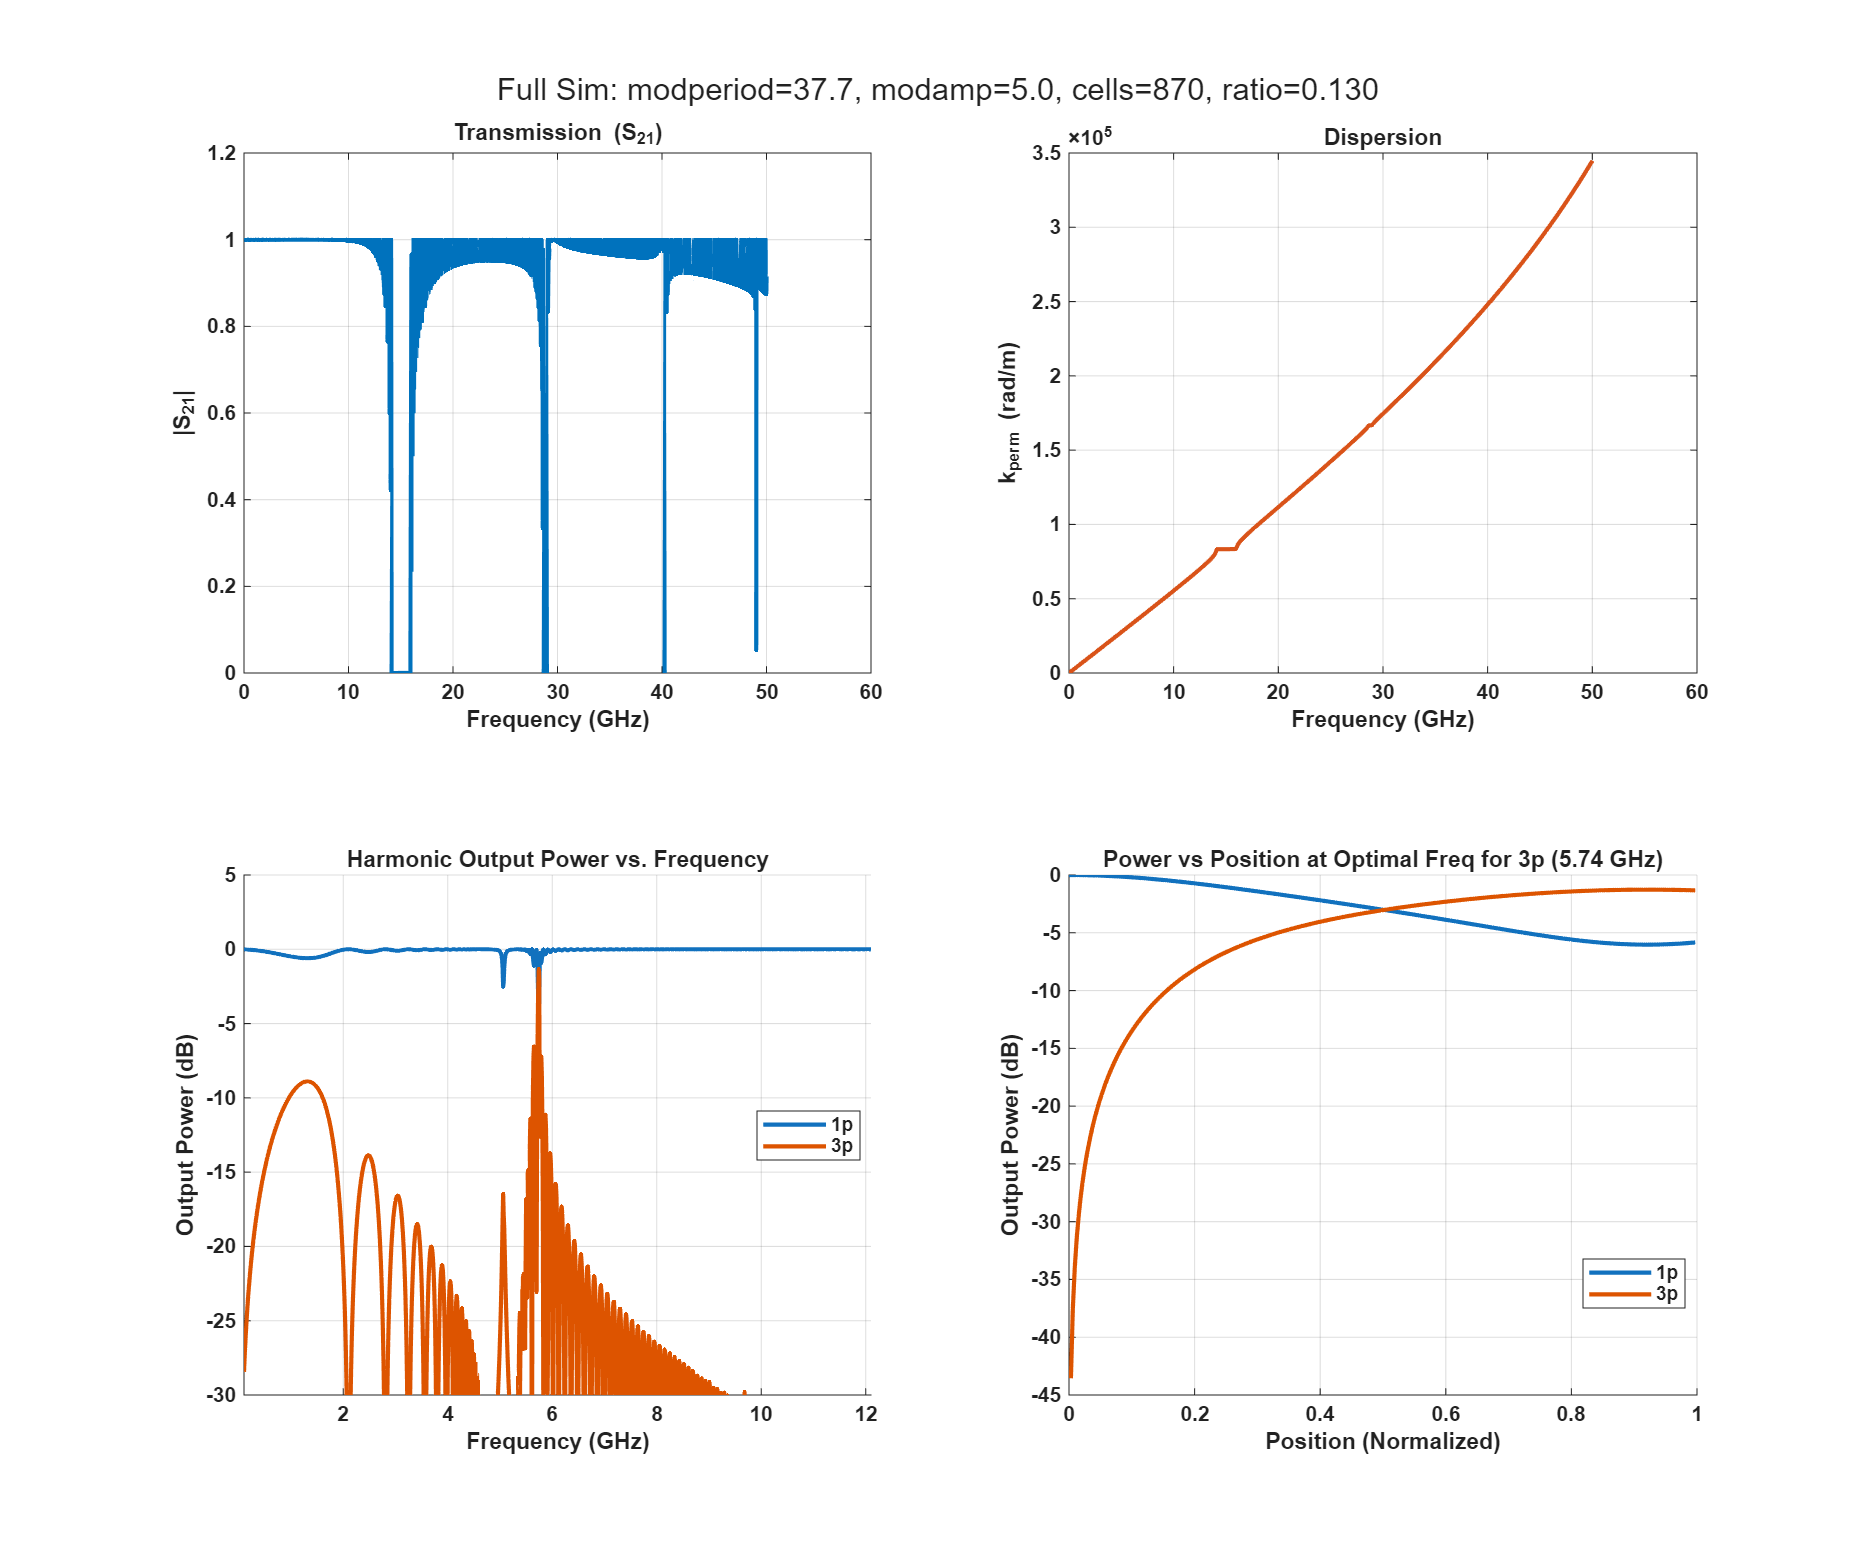 Full Sim: modperiod=37.7, modamp=5.0, cells=870, ratio=0.130
Transmission (S21)
1.2
1
0.8
0.6
0.4
0.2
0
0 10 20 30 40 50 60
|S21|
Frequency (GHz)
×10^5
Dispersion
3.5
3
2.5
2
1.5
1
0.5
0
0 10 20 30 40 50 60
kperm (rad/m)
Frequency (GHz)
Harmonic Output Power vs. Frequency
5
0
-5
-10
-15
-20
-25
-30
2 4 6 8 10 12
Output Power (dB)
Frequency (GHz)
1p
3p
Power vs Position at Optimal Freq for 3p (5.74 GHz)
0
-5
-10
-15
-20
-25
-30
-35
-40
-45
0 0.2 0.4 0.6 0.8 1
Output Power (dB)
Position (Normalized)
1p
3p